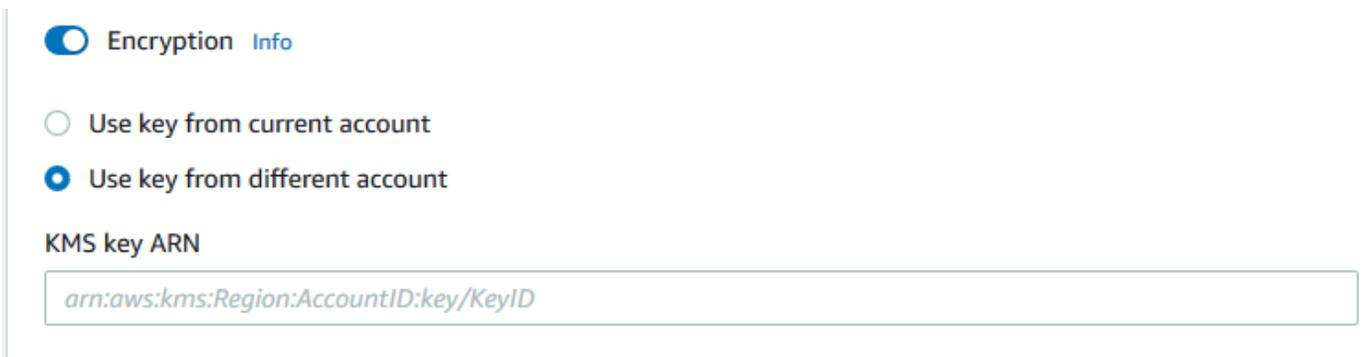 Encryption Info
Use key from current account
Use key from different account
KMS key ARN
arn:aws:kms:Region:AccountID:key/KeyID